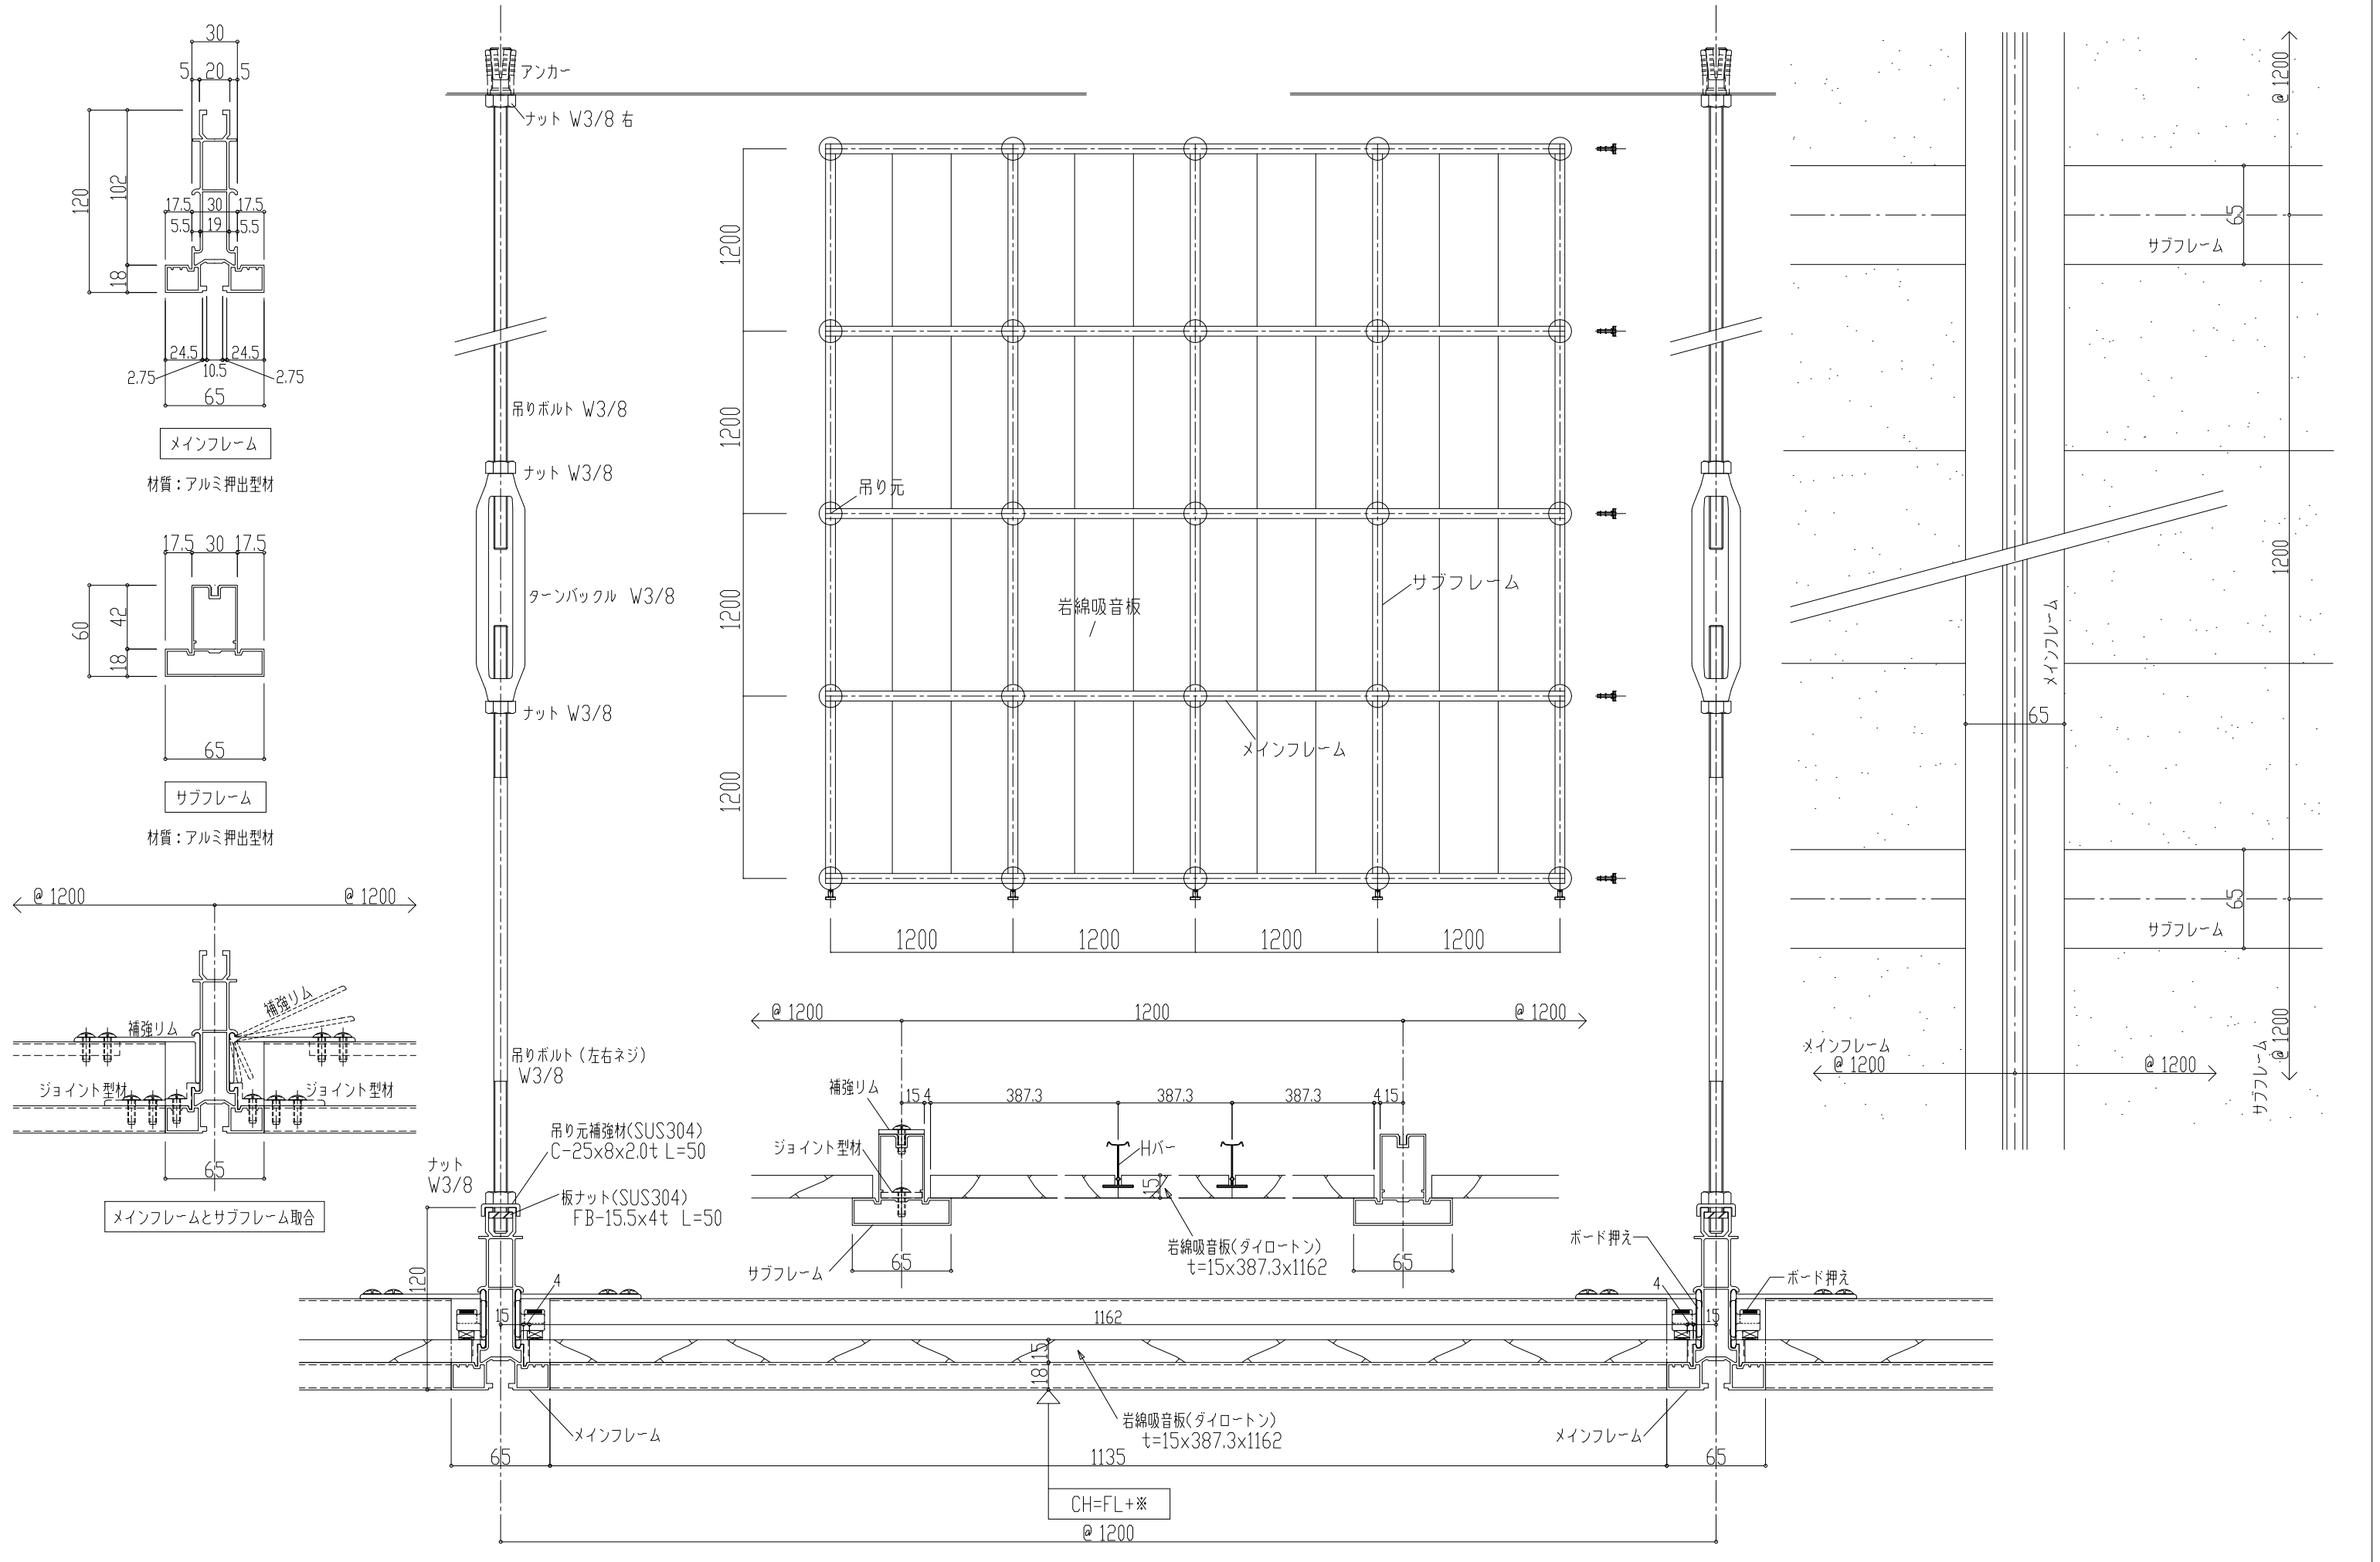 30
5 20 5
120
102
18
17.5 30 17.5
5.5 19 5.5
24.5 24.5
2.75 10.5 2.75
65
メインフレーム
材質：アルミ押出型材
17.5 30 17.5
60
42
18
65
サブフレーム
材質：アルミ押出型材
@ 1200 @ 1200
補強リム
補強リム
ジョイント型材
ジョイント型材
65
メインフレームとサブフレーム取合
アンカー
ナット W3/8 右
吊りボルト W3/8
ナット W3/8
ターンバックル W3/8
ナット W3/8
吊りボルト（左右ネジ）
W3/8
吊り元補強材(SUS304)
C-25x8x2.0t L=50
ナット
W3/8
板ナット(SUS304)
FB-15.5x4t L=50
120
4
15
1162
18 15
岩綿吸音板(ダイロートン)
t=15x387.3x1162
メインフレーム
65
1135
CH=FL+※
@ 1200
1200
1200
1200
1200
吊り元
岩綿吸音板
サブフレーム
メインフレーム
1200 1200 1200 1200
@ 1200 1200 @ 1200
補強リム
15 4 387.3 387.3 387.3 4 15
ジョイント型材
Hバー
15
岩綿吸音板(ダイロートン)
t=15x387.3x1162
サブフレーム
65
65
ボード押え
ボード押え
4
15
メインフレーム
65
@ 1200
65
サブフレーム
1200
メインフレーム
65
65
サブフレーム
@ 1200
メインフレーム
@ 1200 @ 1200
サブフレーム